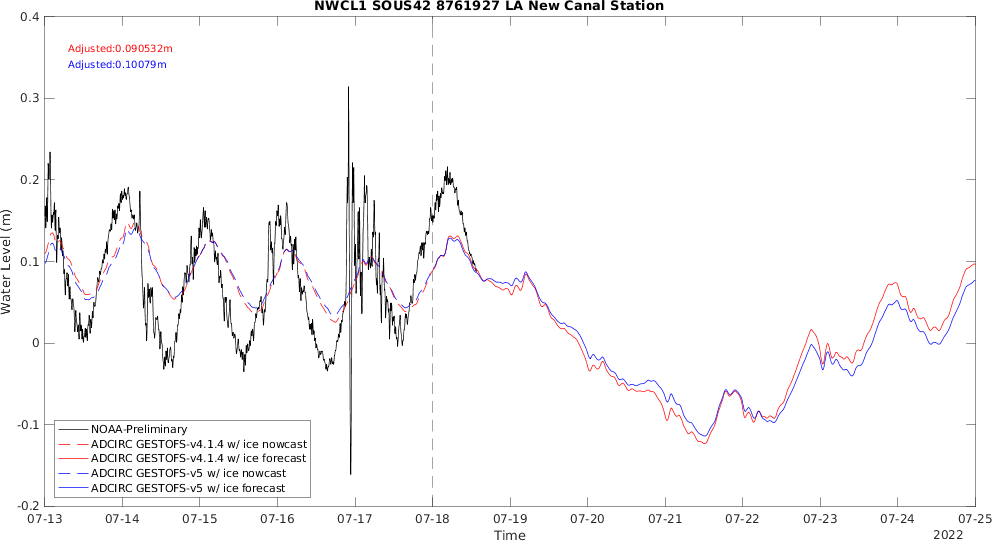 NWCL1 SOUS42 8761927 LA New Canal Station
Adjusted:0.090532m
Adjusted:0.10079m
Water Level (m)
0.4
0.3
0.2
0.1
0
-0.1
-0.2
NOAA-Preliminary
ADCIRC GESTOFS-v4.1.4 w/ ice nowcast
ADCIRC GESTOFS-v4.1.4 w/ ice forecast
ADCIRC GESTOFS-v5 w/ ice nowcast
ADCIRC GESTOFS-v5 w/ ice forecast
07-13 07-14 07-15 07-16 07-17 07-18 07-19 07-20 07-21 07-22 07-23 07-24 07-25
Time
2022